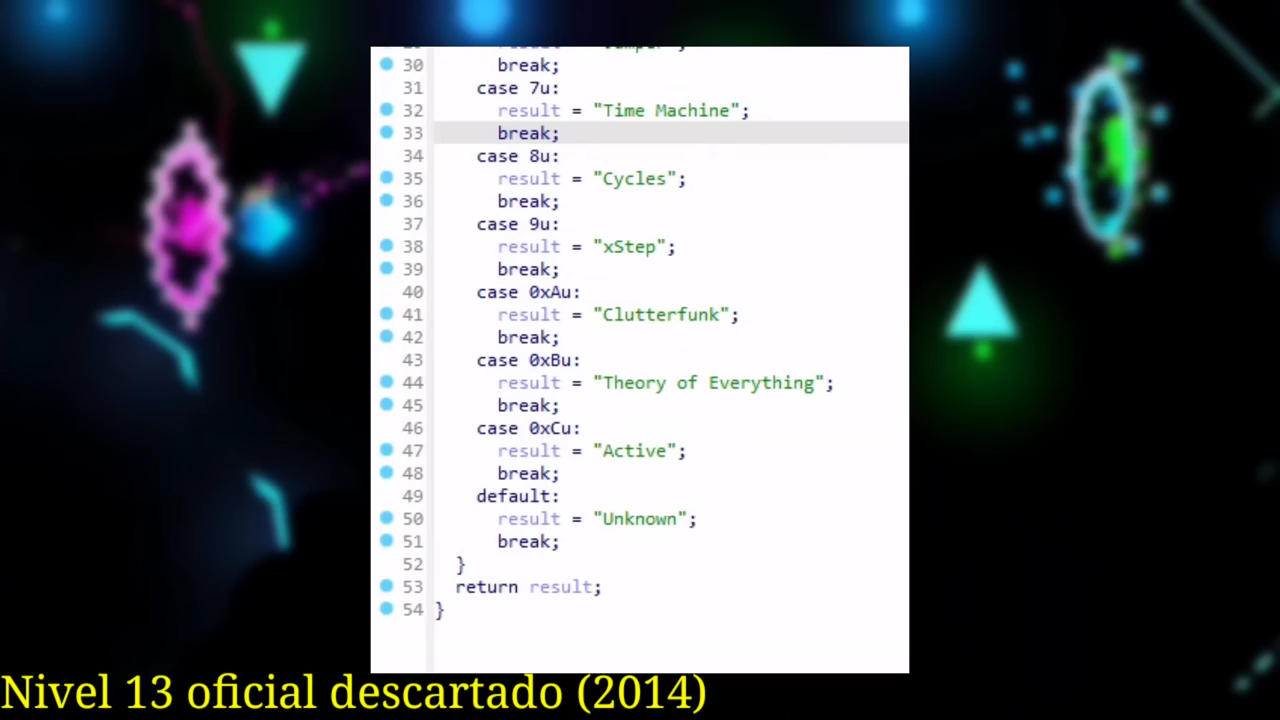 30 break;
31 case 7u:
32 result = "Time Machine";
33 break;
34 case 8u:
35 result = "Cycles";
36 break;
37 case 9u:
38 result = "xStep";
39 break;
40 case 0xAu:
41 result = "Clutterfunk";
42 break;
43 case 0xBu:
44 result = "Theory of Everything";
45 break;
46 case 0xCu:
47 result = "Active";
48 break;
49 default:
50 result = "Unknown";
51 break;
52 }
53 return result;
54 }
Nivel 13 oficial descartado (2014)